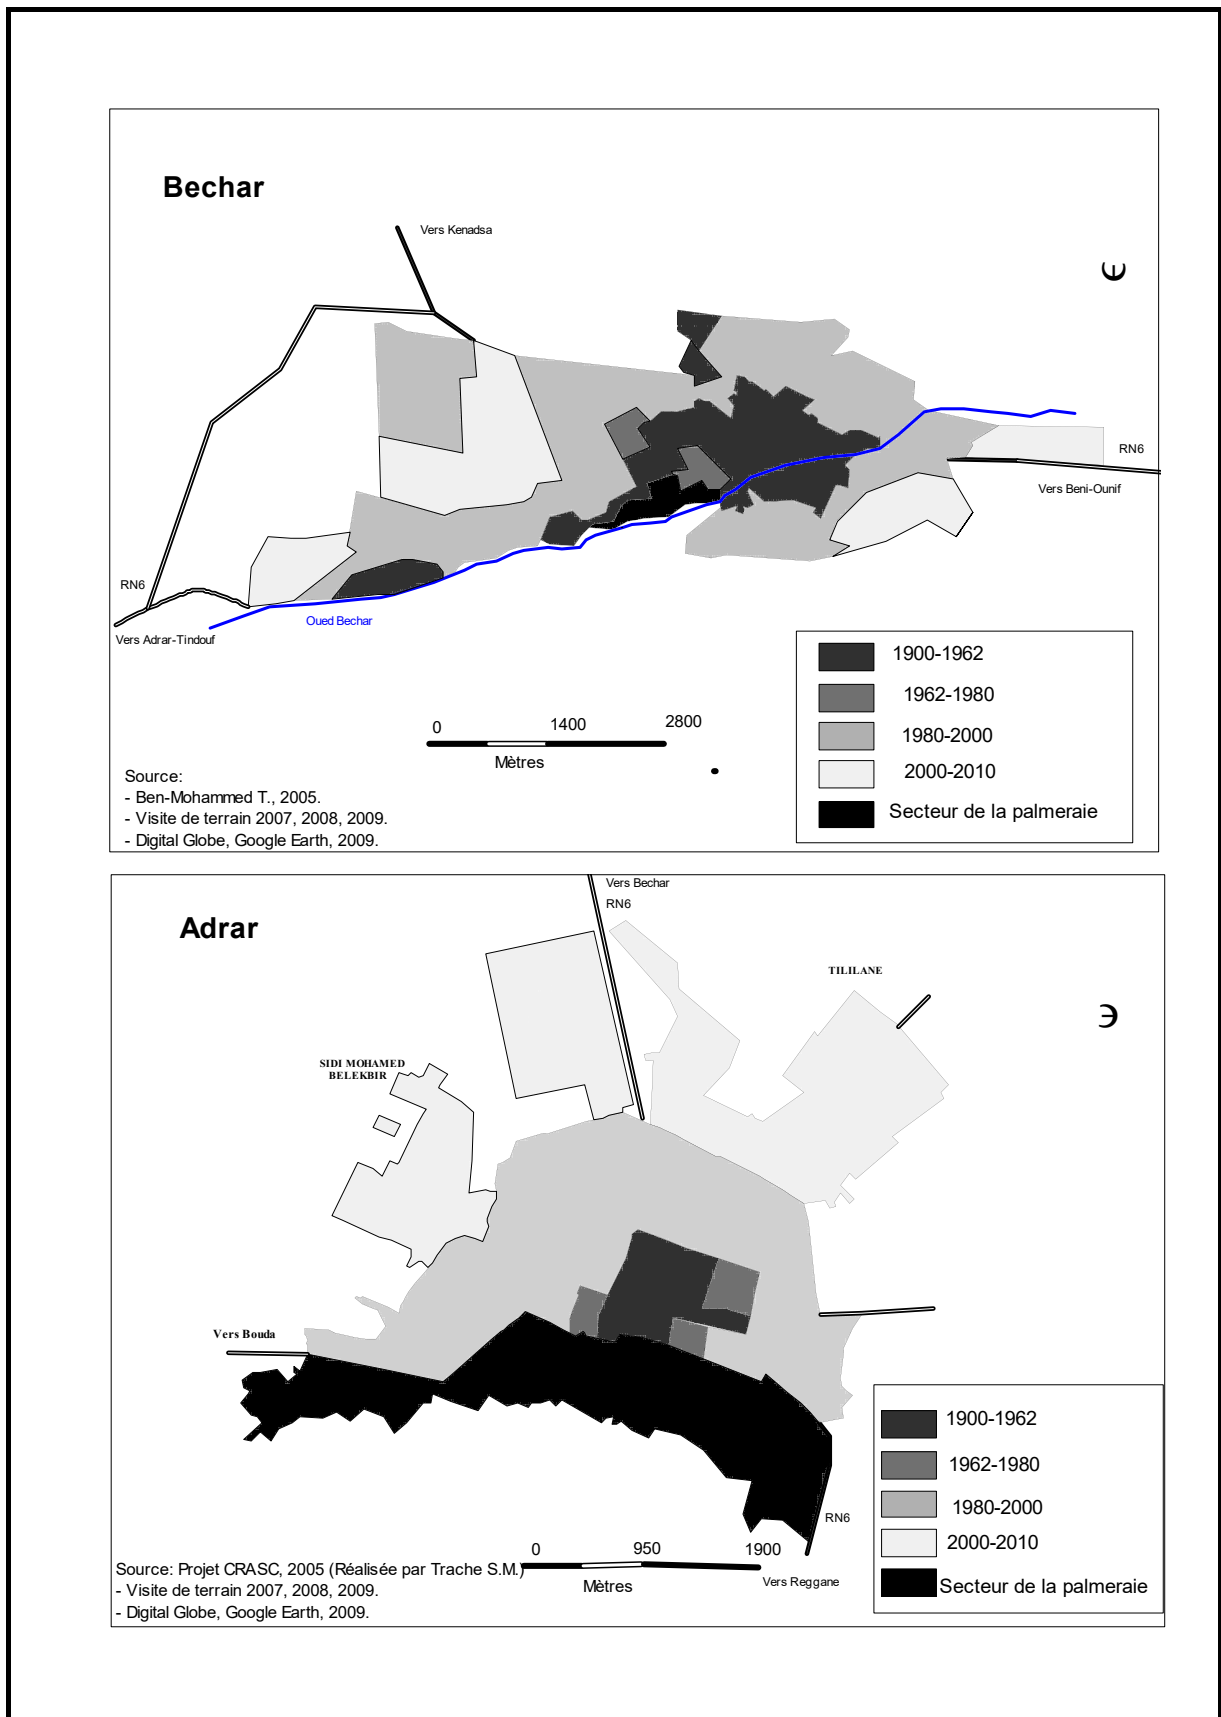 Bechar
Vers Kenadsa
RN6
Vers Beni-Ounif
RN6
Vers Adrar-Tindouf
Oued Bechar
0 1400 2800
Mètres
1900-1962
1962-1980
1980-2000
2000-2010
Secteur de la palmeraie
Source:
- Ben-Mohammed T., 2005.
- Visite de terrain 2007, 2008, 2009.
- Digital Globe, Google Earth, 2009.
Vers Bechar
RN6
Adrar
TILILANE
SIDI MOHAMED
BELEKBIR
Vers Bouda
RN6
Vers Reggane
0 950 1900
Mètres
1900-1962
1962-1980
1980-2000
2000-2010
Secteur de la palmeraie
Source: Projet CRASC, 2005 (Réalisée par Trache S.M.)
- Visite de terrain 2007, 2008, 2009.
- Digital Globe, Google Earth, 2009.